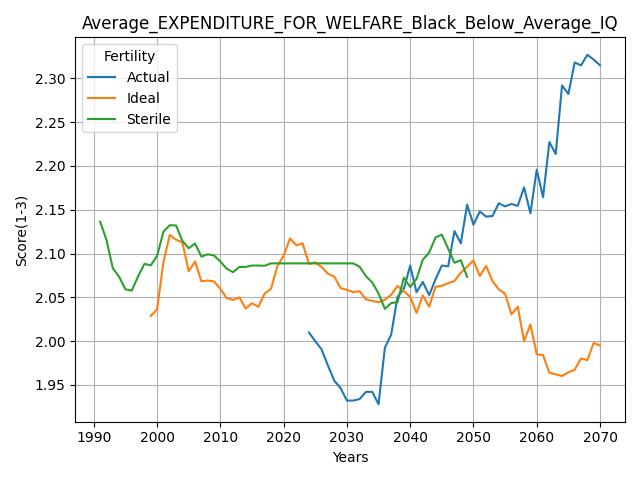 Average_EXPENDITURE_FOR_WELFARE_Black_Below_Average_IQ
Fertility
Actual
Ideal
Sterile
Score(1-3)
2.30
2.25
2.20
2.15
2.10
2.05
2.00
1.95
1990 2000 2010 2020 2030 2040 2050 2060 2070
Years